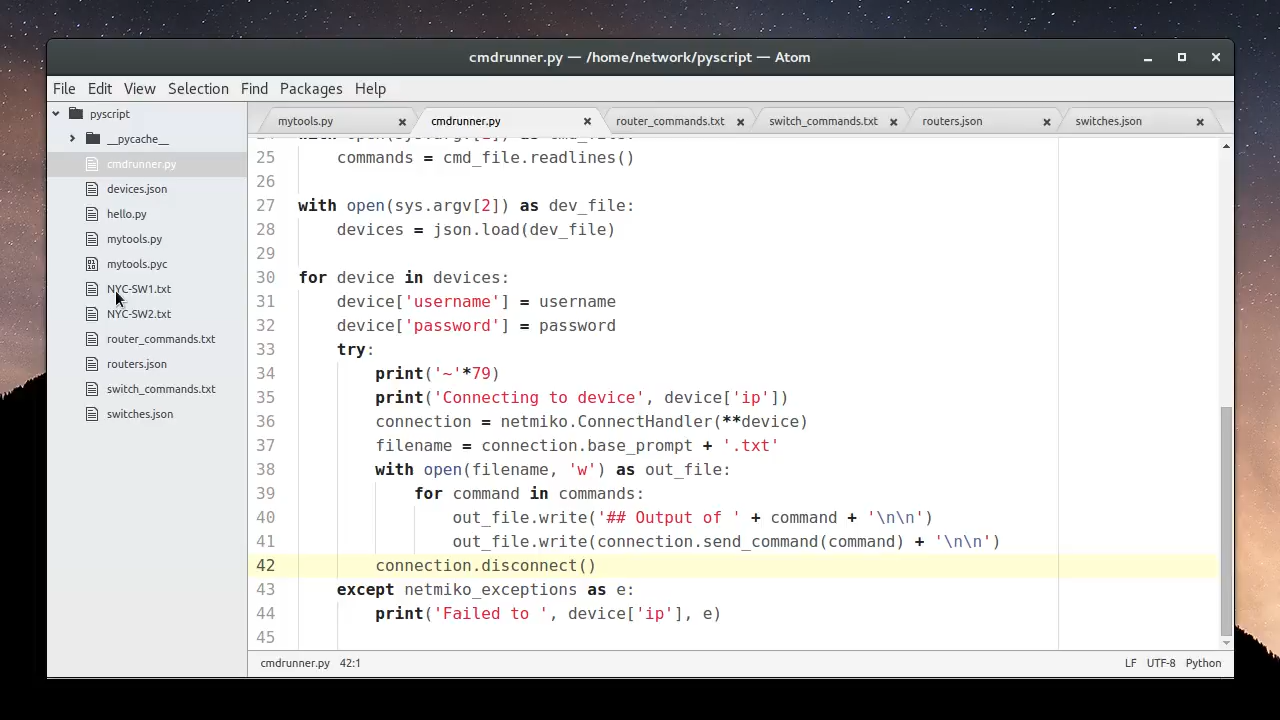 cmdrunner.py — /home/network/pyscript — Atom
File Edit View Selection Find Packages Help
pyscript
__pycache__
cmdrunner.py
devices.json
hello.py
mytools.py
mytools.pyc
NYC-SW1.txt
NYC-SW2.txt
router_commands.txt
routers.json
switch_commands.txt
switches.json
mytools.py cmdrunner.py router_commands.txt switch_commands.txt routers.json switches.json
25 commands = cmd_file.readlines()
26
27 with open(sys.argv[2]) as dev_file:
28 devices = json.load(dev_file)
29
30 for device in devices:
31 device['username'] = username
32 device['password'] = password
33 try:
34 print('~'*79)
35 print('Connecting to device', device['ip'])
36 connection = netmiko.ConnectHandler(**device)
37 filename = connection.base_prompt + '.txt'
38 with open(filename, 'w') as out_file:
39 for command in commands:
40 out_file.write('## Output of ' + command + '\n\n')
41 out_file.write(connection.send_command(command) + '\n\n')
42 connection.disconnect()
43 except netmiko_exceptions as e:
44 print('Failed to ', device['ip'], e)
45
cmdrunner.py 42:1 LF UTF-8 Python